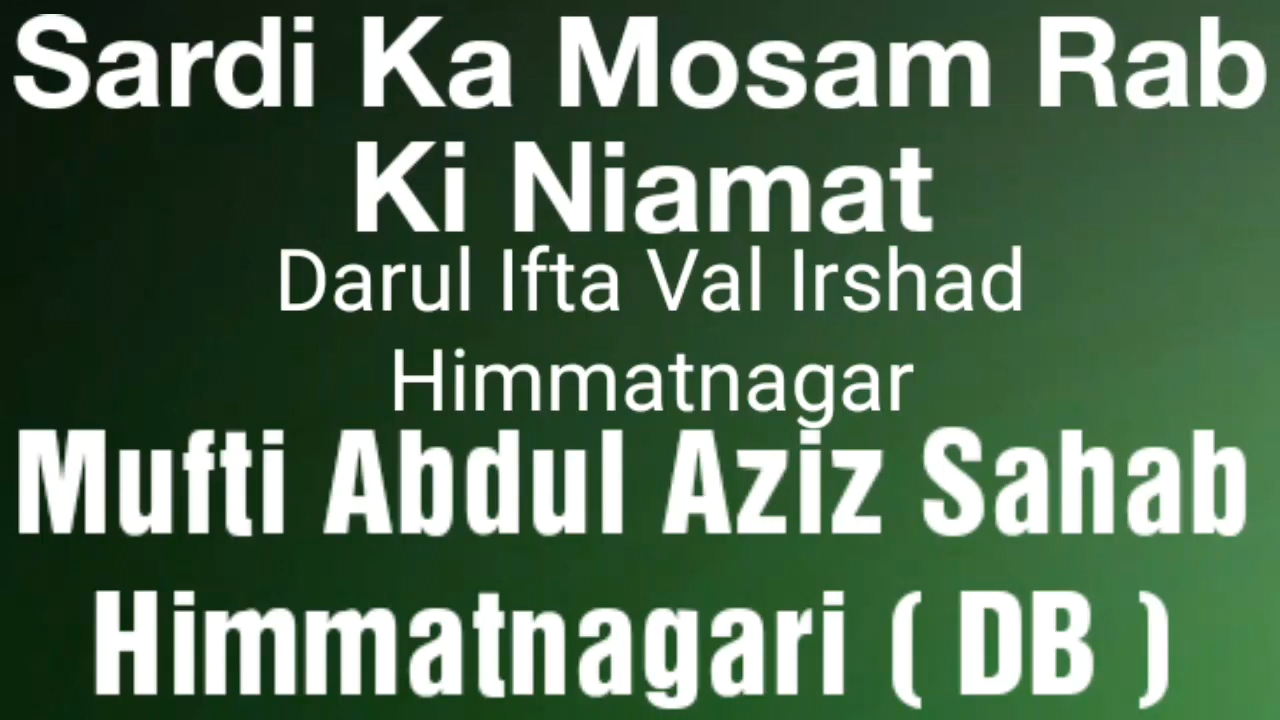 Sardi Ka Mosam Rab
Ki Niamat
Darul Ifta Val Irshad
Himmatnagar
Mufti Abdul Aziz Sahab
Himmatnagari ( DB )